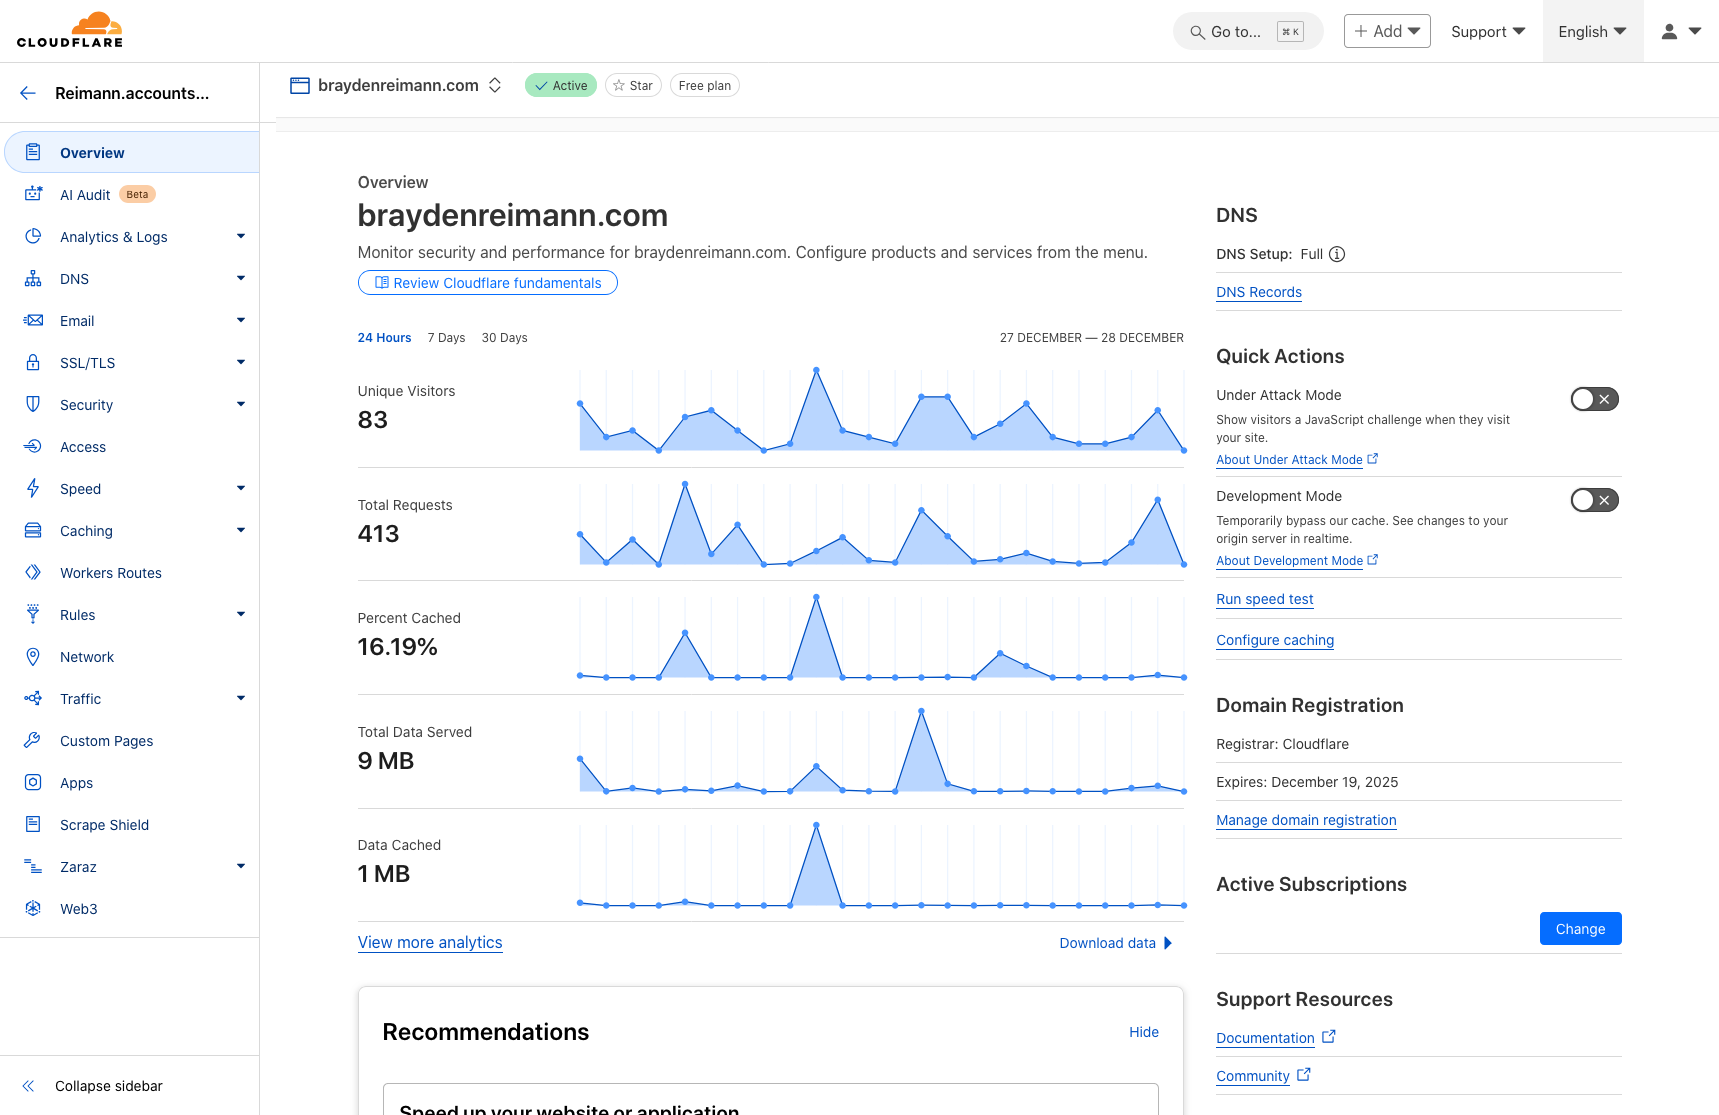 CLOUDFLARE
Go to...
⌘ K
Add
Support
English
Reimann.accounts...
braydenreimann.com
Active
Star
Free plan
Overview
AI Audit
Beta
Analytics & Logs
DNS
Email
SSL/TLS
Security
Access
Speed
Caching
Workers Routes
Rules
Network
Traffic
Custom Pages
Apps
Scrape Shield
Zaraz
Web3
Collapse sidebar
Overview
braydenreimann.com
Monitor security and performance for braydenreimann.com. Configure products and services from the menu.
Review Cloudflare fundamentals
24 Hours 7 Days 30 Days
27 DECEMBER — 28 DECEMBER
Unique Visitors
83
Total Requests
413
Percent Cached
16.19%
Total Data Served
9 MB
Data Cached
1 MB
View more analytics
Download data
Recommendations
Hide
Speed up your website or application
DNS
DNS Setup: Full
DNS Records
Quick Actions
Under Attack Mode
Show visitors a JavaScript challenge when they visit
your site.
About Under Attack Mode
Development Mode
Temporarily bypass our cache. See changes to your
origin server in realtime.
About Development Mode
Run speed test
Configure caching
Domain Registration
Registrar: Cloudflare
Expires: December 19, 2025
Manage domain registration
Active Subscriptions
Change
Support Resources
Documentation
Community